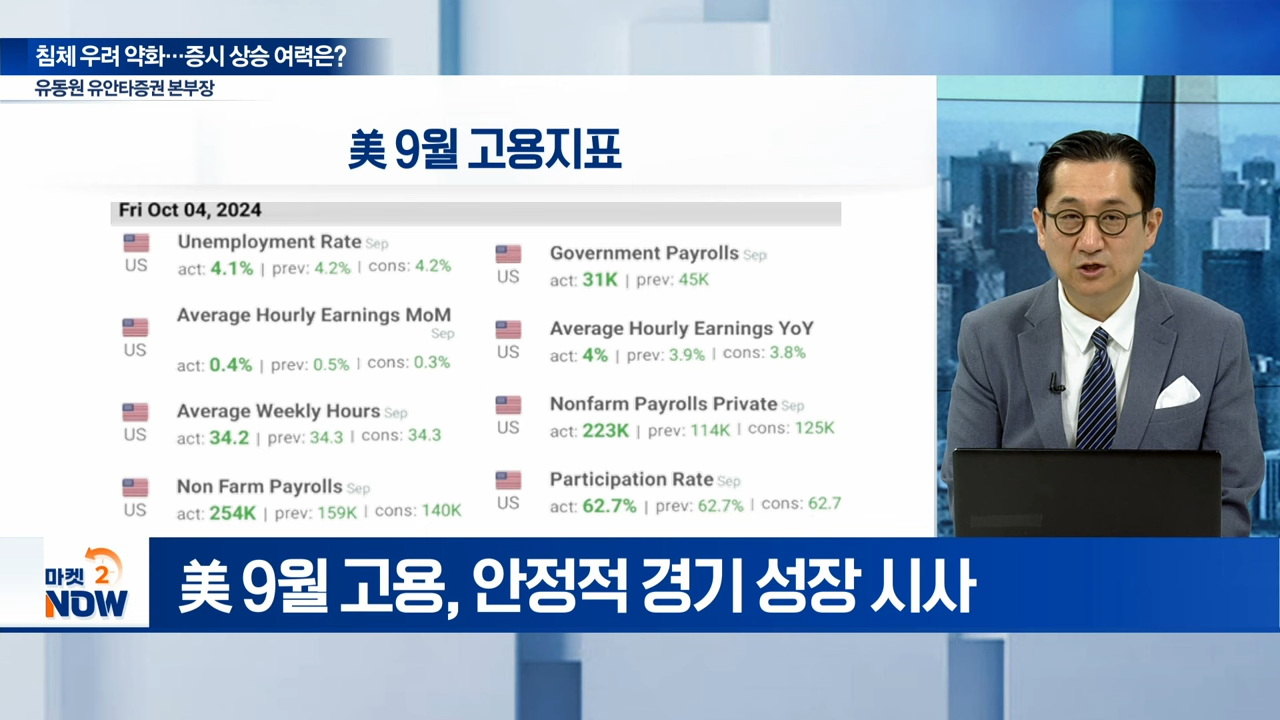 침체 우려 약화…증시 상승 여력은?
유동원 유안타증권 본부장
美 9월 고용지표
Fri Oct 04, 2024
US
Unemployment Rate Sep
act: 4.1% | prev: 4.2% | cons: 4.2%
US
Government Payrolls Sep
act: 31K | prev: 45K
US
Average Hourly Earnings MoM
Sep
act: 0.4% | prev: 0.5% | cons: 0.3%
US
Average Hourly Earnings YoY
act: 4% | prev: 3.9% | cons: 3.8%
US
Average Weekly Hours Sep
act: 34.2 | prev: 34.3 | cons: 34.3
US
Nonfarm Payrolls Private Sep
act: 223K | prev: 114K | cons: 125K
US
Non Farm Payrolls Sep
act: 254K | prev: 159K | cons: 140K
US
Participation Rate Sep
act: 62.7% | prev: 62.7% | cons: 62.7
마켓 2
NOW
美 9월 고용, 안정적 경기 성장 시사